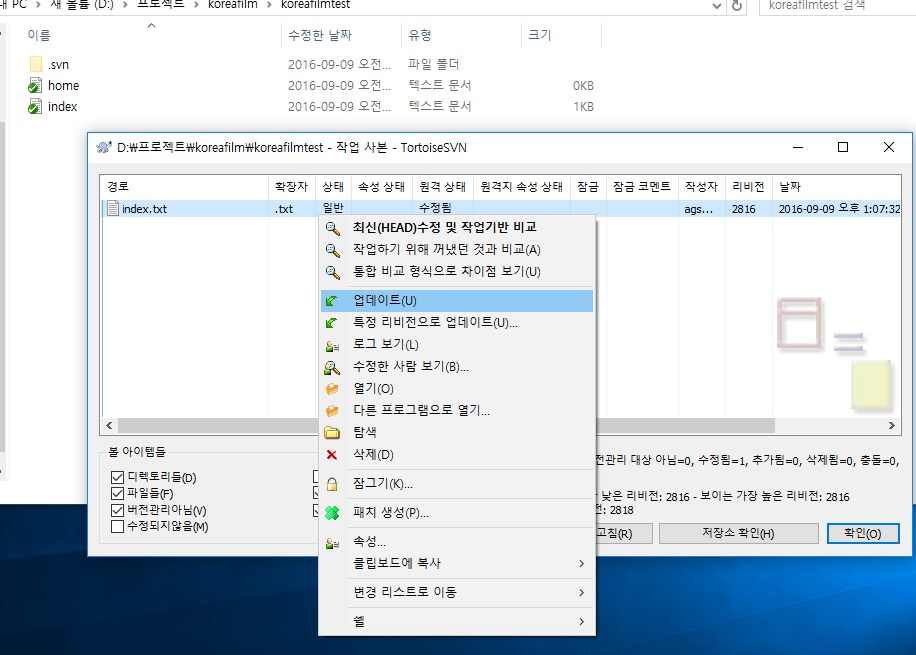 내 PC > 새 볼륨 (D:) > 프로젝트 > koreafilm > koreafilmtest
koreafilmtest 검색
이름 수정한 날짜 유형 크기
.svn 2016-09-09 오전... 파일 폴더
home 2016-09-09 오전... 텍스트 문서 0KB
index 2016-09-09 오전... 텍스트 문서 1KB
D:₩프로젝트₩koreafilm₩koreafilmtest - 작업 사본 - TortoiseSVN
경로 확장자 상태 속성 상태 원격 상태 원격지 속성 상태 잠금 잠금 코멘트 작성자 리비전 날짜
index.txt .txt 일반 수정됨 ags... 2816 2016-09-09 오후 1:07:32
최신(HEAD)수정 및 작업기반 비교
작업하기 위해 꺼냈던 것과 비교(A)
통합 비교 형식으로 차이점 보기(U)
업데이트(U)
특정 리비전으로 업데이트(U)...
로그 보기(L)
수정한 사람 보기(B)...
열기(O)
다른 프로그램으로 열기...
탐색
삭제(D)
잠그기(K)...
패치 생성(P)...
속성...
클립보드에 복사
변경 리스트로 이동
쉘
볼 아이템들
디렉토리들(D)
파일들(F)
버전관리아님(V)
수정되지않음(M)
전관리 대상 아님=0, 수정됨=1, 추가됨=0, 삭제됨=0, 충돌=0,
낮은 리비전: 2816 - 보이는 가장 높은 리비전: 2816
전: 2818
고침(R) 저장소 확인(H) 확인(O)